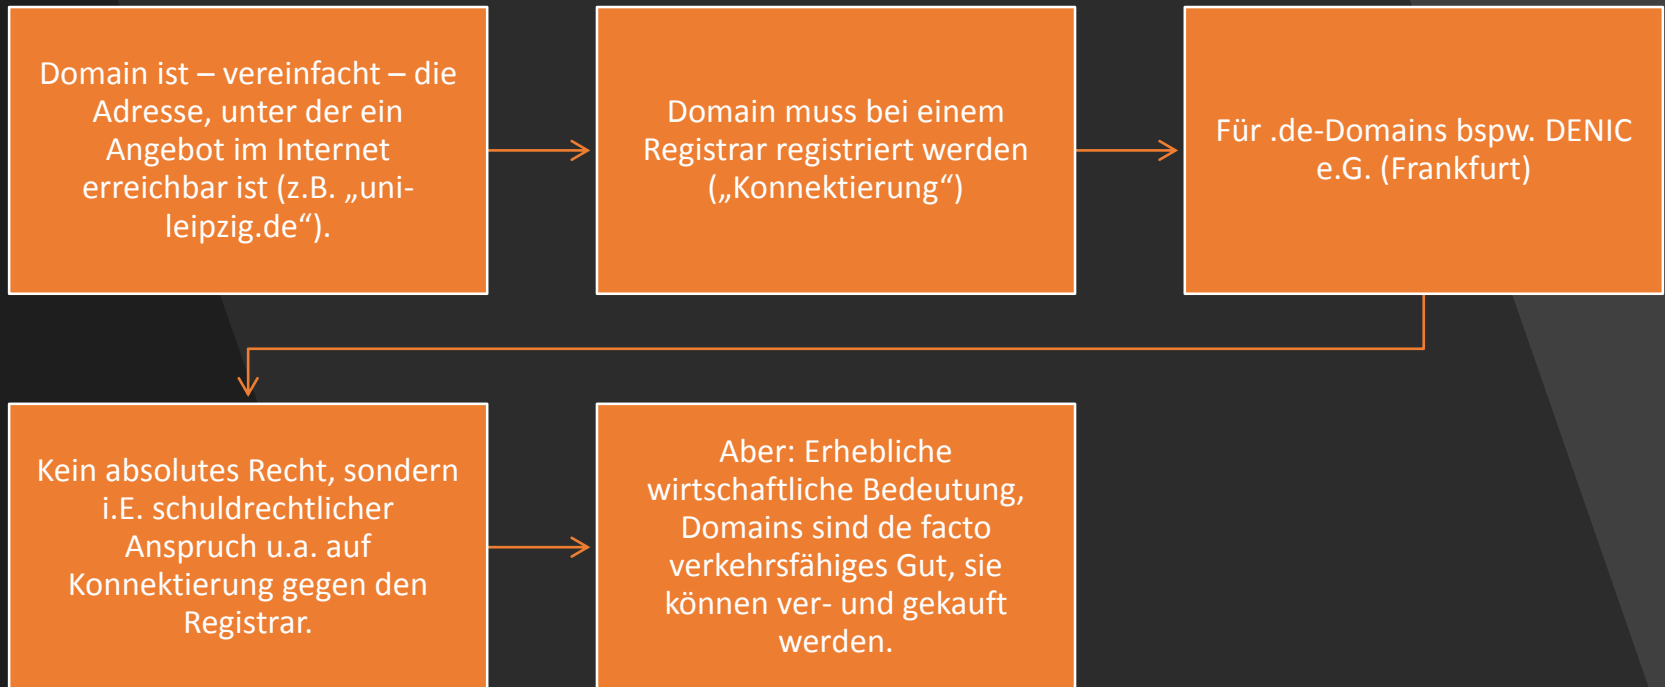 Domain ist – vereinfacht – die
Adresse, unter der ein
Angebot im Internet
erreichbar ist (z.B. „uni-
leipzig.de“).
Domain muss bei einem
Registrar registriert werden
(„Konnektierung“)
Für .de-Domains bspw. DENIC
e.G. (Frankfurt)
Kein absolutes Recht, sondern
i.E. schuldrechtlicher
Anspruch u.a. auf
Konnektierung gegen den
Registrar.
Aber: Erhebliche
wirtschaftliche Bedeutung,
Domains sind de facto
verkehrsfähiges Gut, sie
können ver- und gekauft
werden.